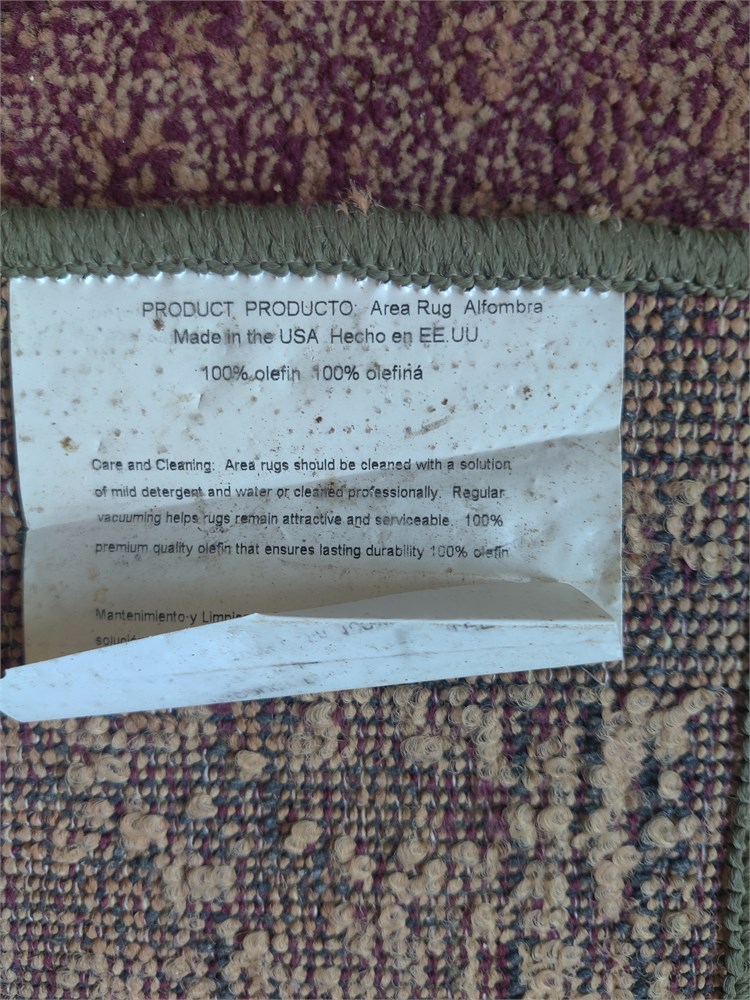 PRODUCT PRODUCTO: Area Rug Alfombra
Made in the USA Hecho en EE.UU.
100% olefin 100% olefiná
Care and Cleaning: Area rugs should be cleaned with a solution
of mild detergent and water or cleaned professionally. Regular
vacuuming helps rugs remain attractive and serviceable. 100%
premium quality olefin that ensures lasting durability 100% olefin
Mantenimiento y